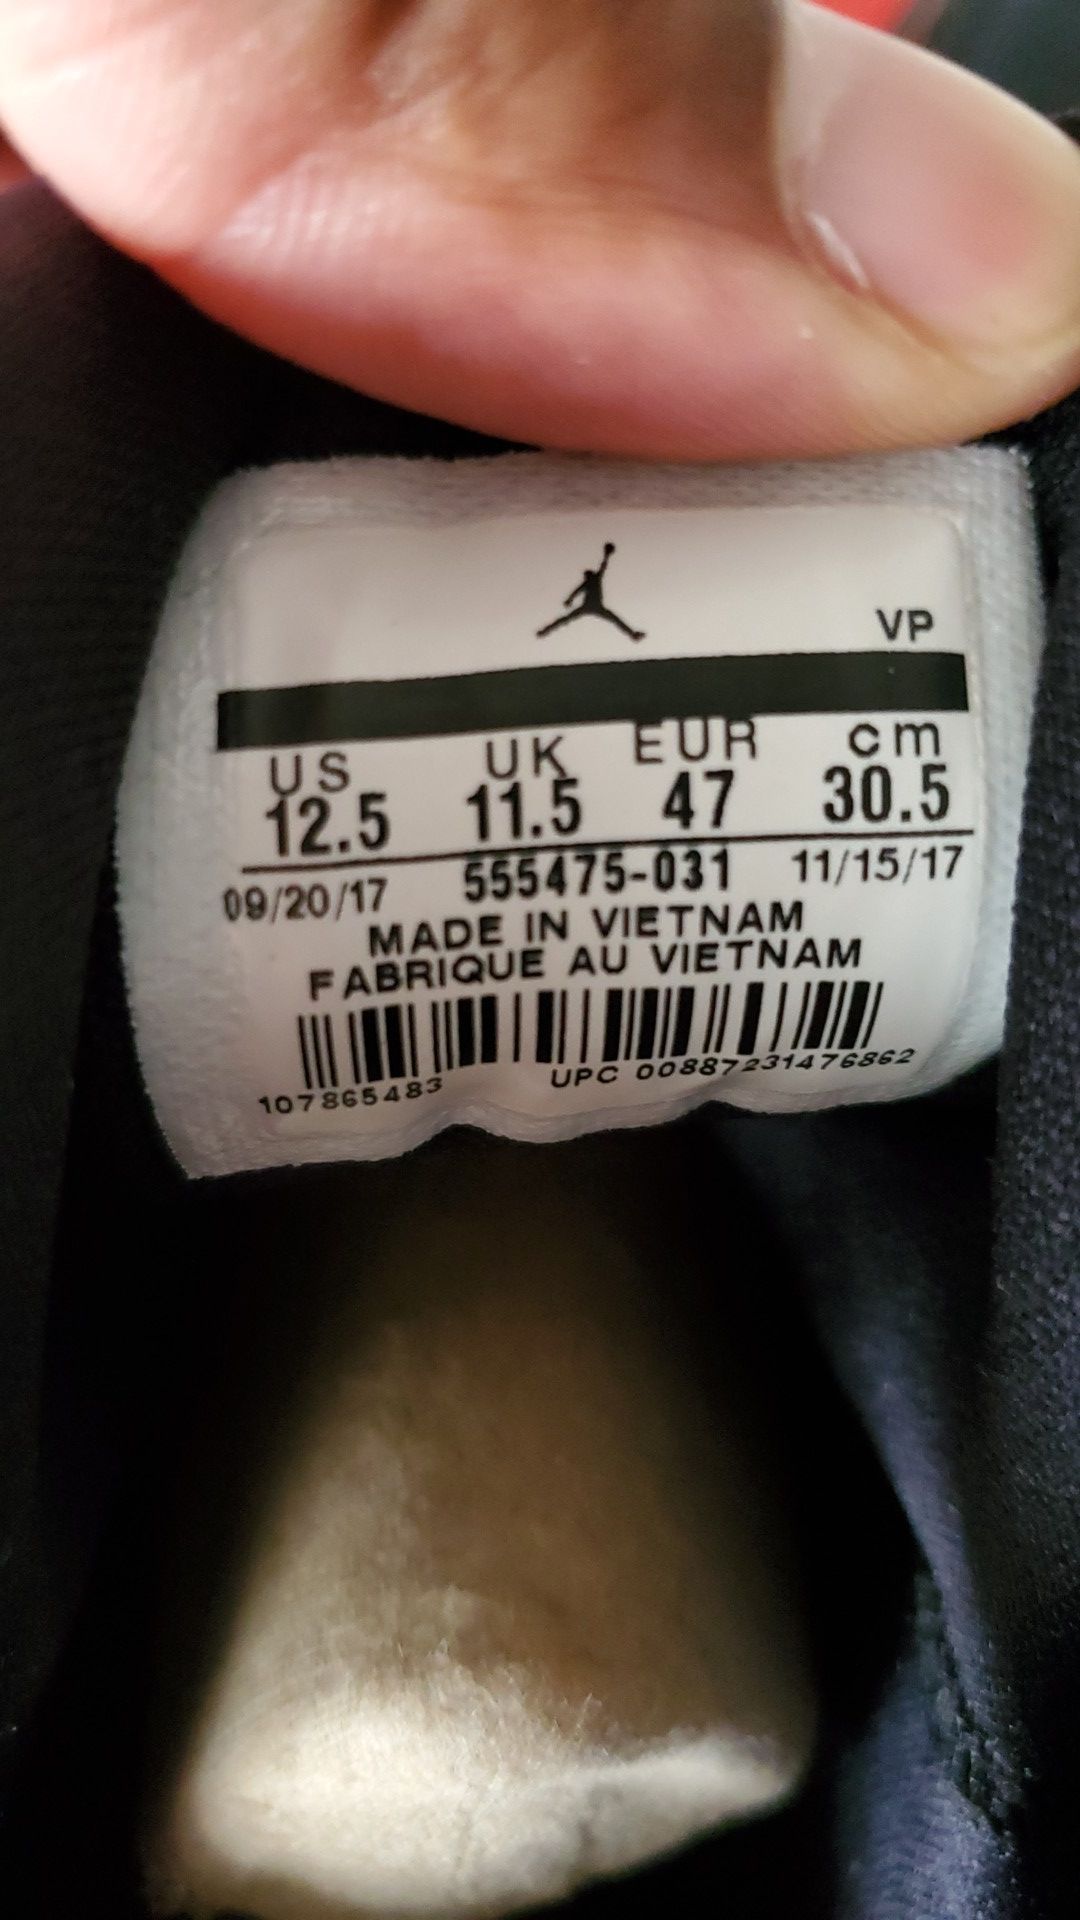 VP
US UK EUR cm
12.5 11.5 47 30.5
09/20/17 555475-031 11/15/17
MADE IN VIETNAM
FABRIQUE AU VIETNAM
107865483 UPC 00887231476862